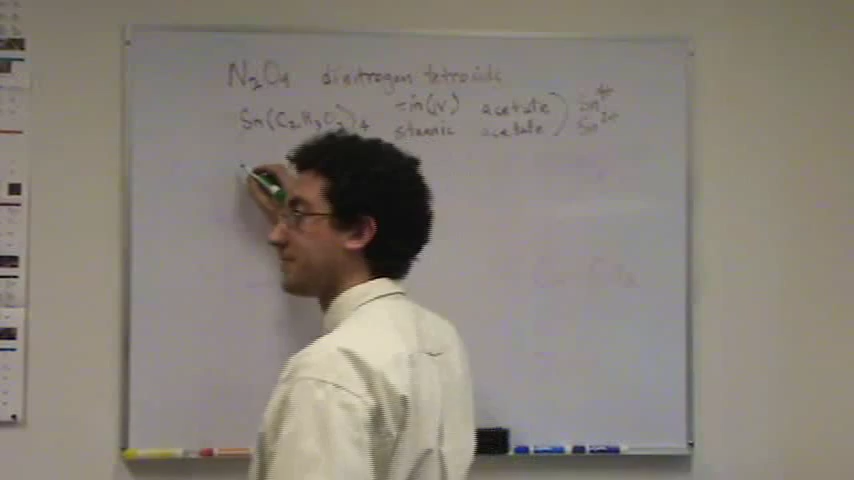 N₂O₄ dinitrogen tetroxide
Sn(C₂H₃O₂)₄ tin(IV) acetate ) Sn⁴⁺
stannic acetate Sn²⁺